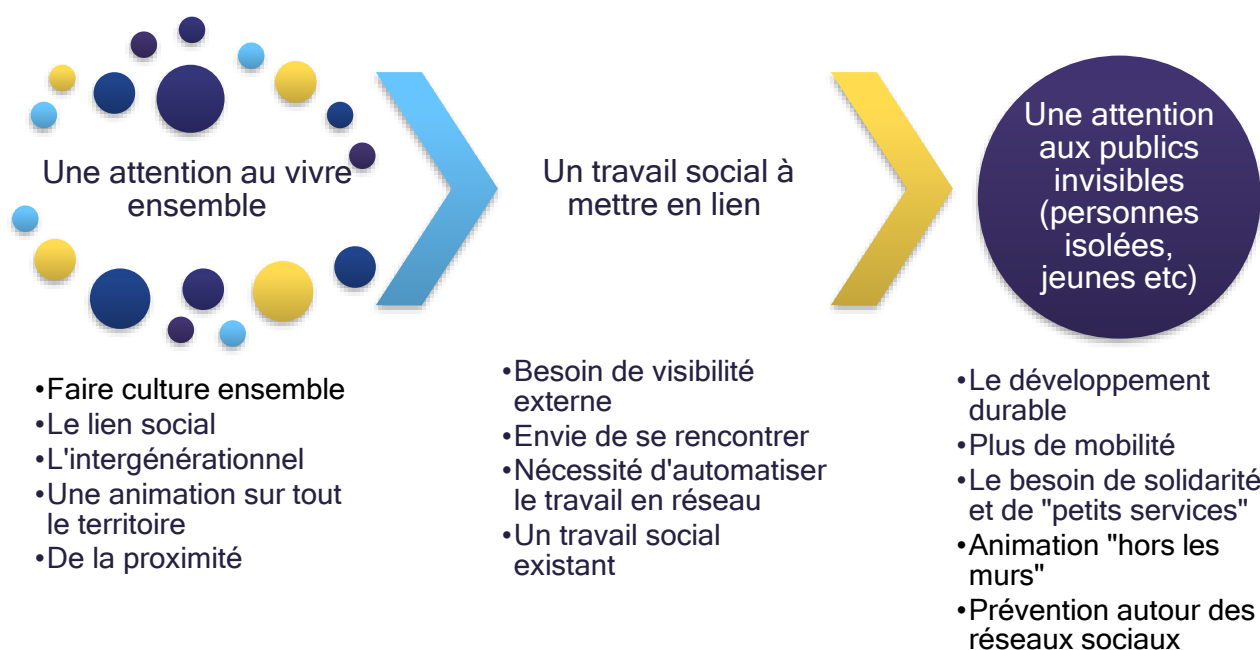 Une attention au vivre
ensemble
•Faire culture ensemble
•Le lien social
•L'intergénérationnel
•Une animation sur tout
le territoire
•De la proximité
Un travail social à
mettre en lien
•Besoin de visibilité
externe
•Envie de se rencontrer
•Nécessité d'automatiser
le travail en réseau
•Un travail social
existant
Une attention
aux publics
invisibles
(personnes
isolées,
jeunes etc)
•Le développement
durable
•Plus de mobilité
•Le besoin de solidarité
et de "petits services"
•Animation "hors les
murs"
•Prévention autour des
réseaux sociaux